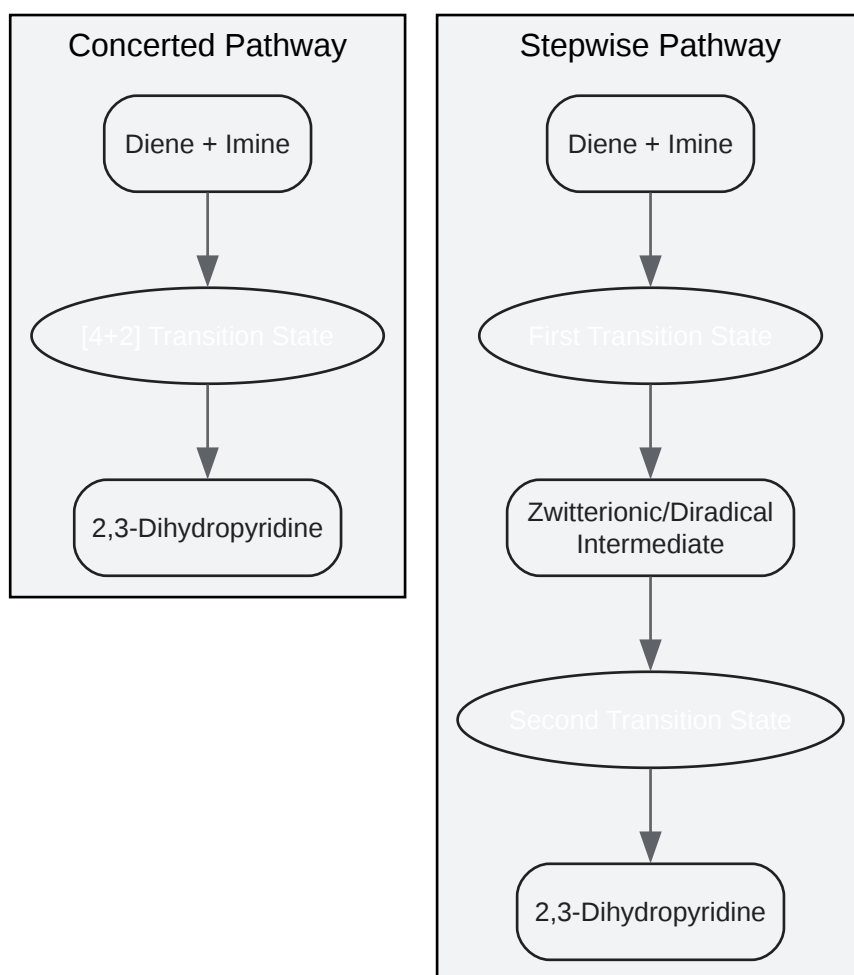 Concerted Pathway
Diene + Imine
[4+2] Transition State
2,3-Dihydropyridine
Stepwise Pathway
Diene + Imine
First Transition State
Zwitterionic/Diradical
Intermediate
Second Transition State
2,3-Dihydropyridine